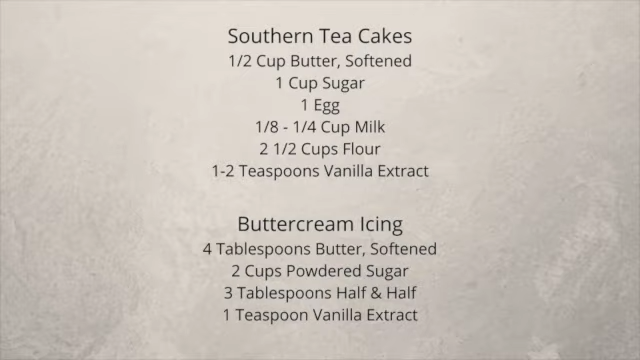 Southern Tea Cakes
1/2 Cup Butter, Softened
1 Cup Sugar
1 Egg
1/8 - 1/4 Cup Milk
2 1/2 Cups Flour
1-2 Teaspoons Vanilla Extract
Buttercream Icing
4 Tablespoons Butter, Softened
2 Cups Powdered Sugar
3 Tablespoons Half & Half
1 Teaspoon Vanilla Extract